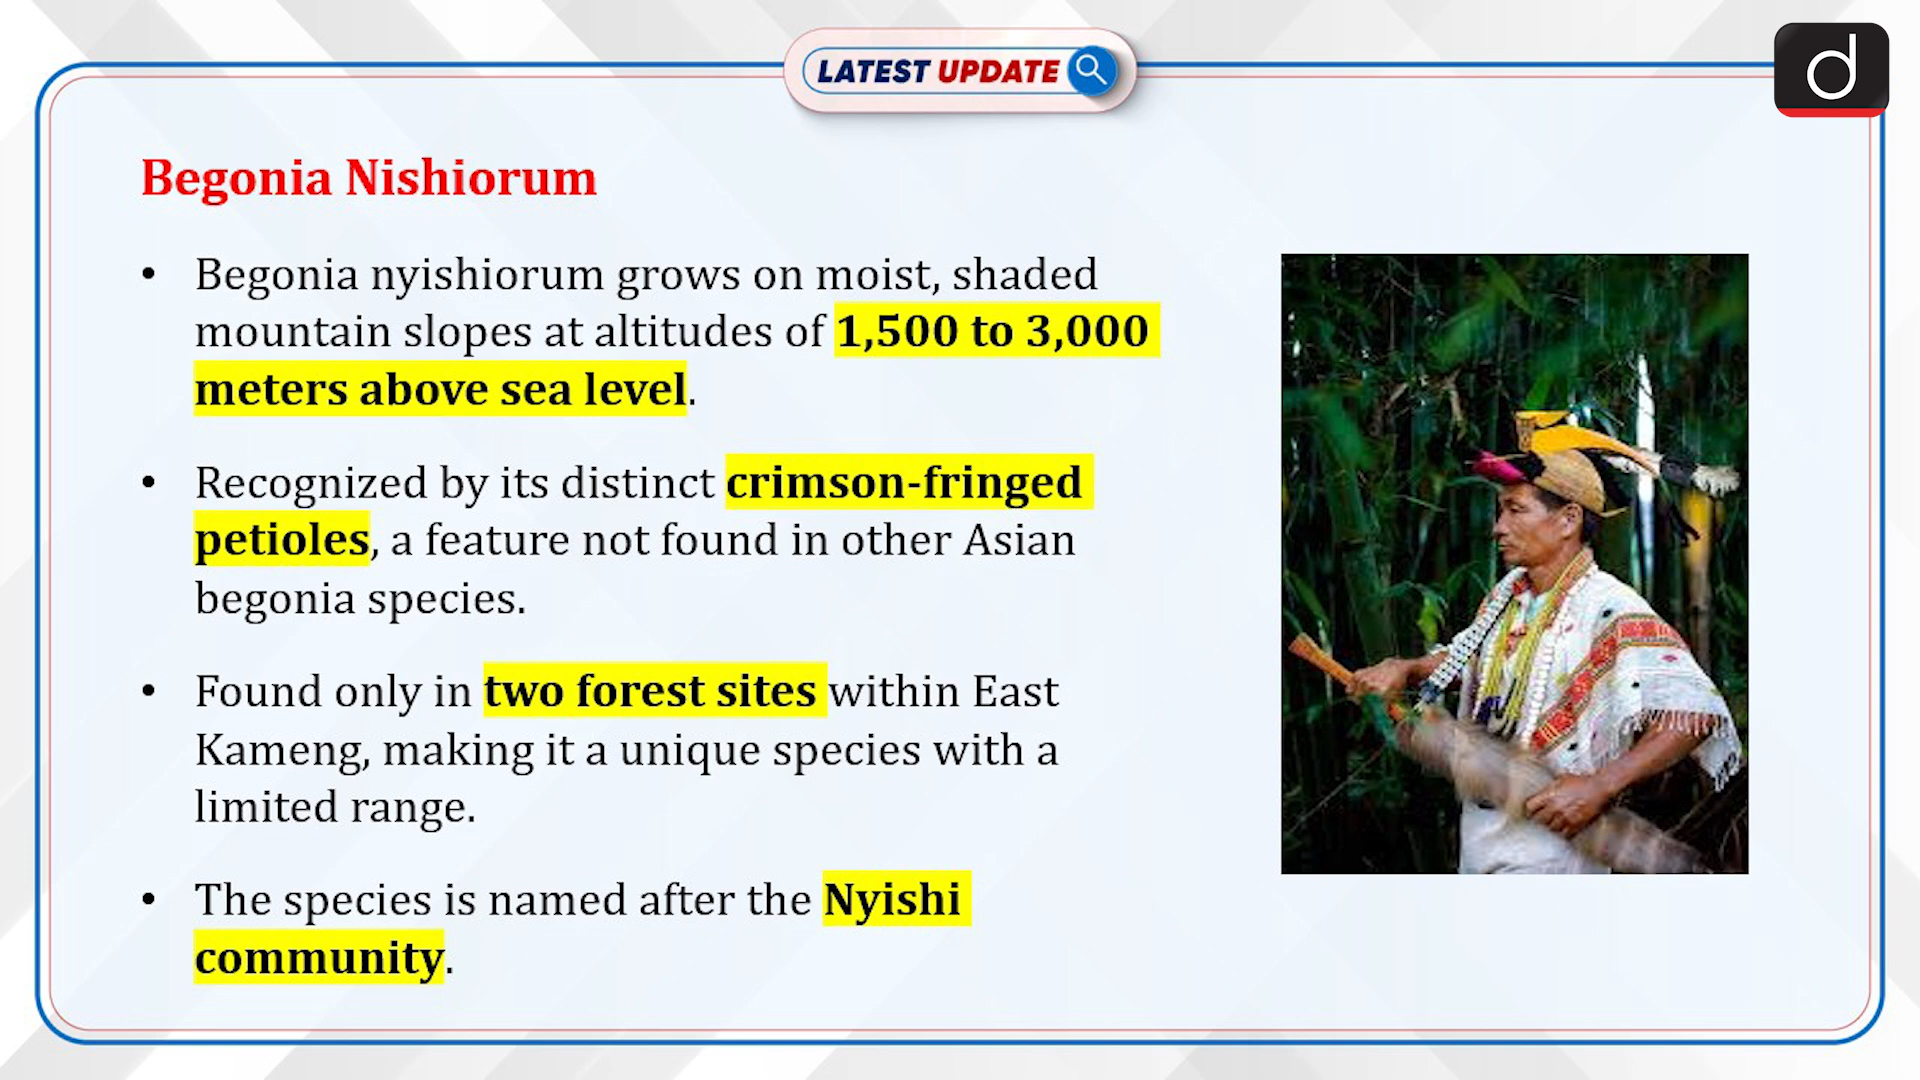 LATEST UPDATE
d
Begonia Nishiorum
• Begonia nyishiorum grows on moist, shaded
mountain slopes at altitudes of 1,500 to 3,000
meters above sea level.
• Recognized by its distinct crimson-fringed
petioles, a feature not found in other Asian
begonia species.
• Found only in two forest sites within East
Kameng, making it a unique species with a
limited range.
• The species is named after the Nyishi
community.